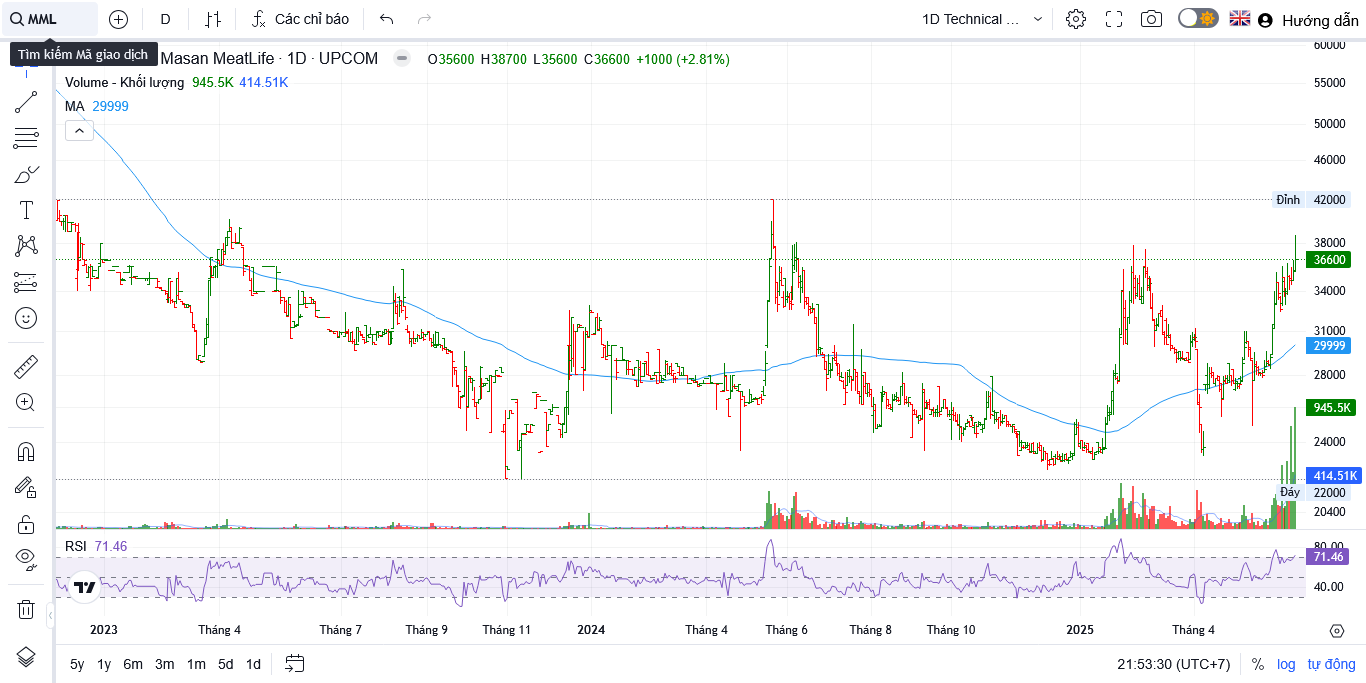 MML
D
Các chỉ báo
1D Technical ...
Hướng dẫn
Tìm kiếm Mã giao dịch
Masan MeatLife · 1D · UPCOM
O35600 H38700 L35600 C36600 +1000 (+2.81%)
Volume - Khối lượng 945.5K 414.51K
MA 29999
60000
55000
50000
46000
Đỉnh 42000
38000
36600
34000
31000
29999
28000
945.5K
24000
414.51K
Đáy 22000
20400
RSI 71.46
80.00
71.46
40.00
2023 Tháng 4 Tháng 7 Tháng 9 Tháng 11 2024 Tháng 4 Tháng 6 Tháng 8 Tháng 10 2025 Tháng 4
5y 1y 6m 3m 1m 5d 1d
21:53:30 (UTC+7) % log tự động